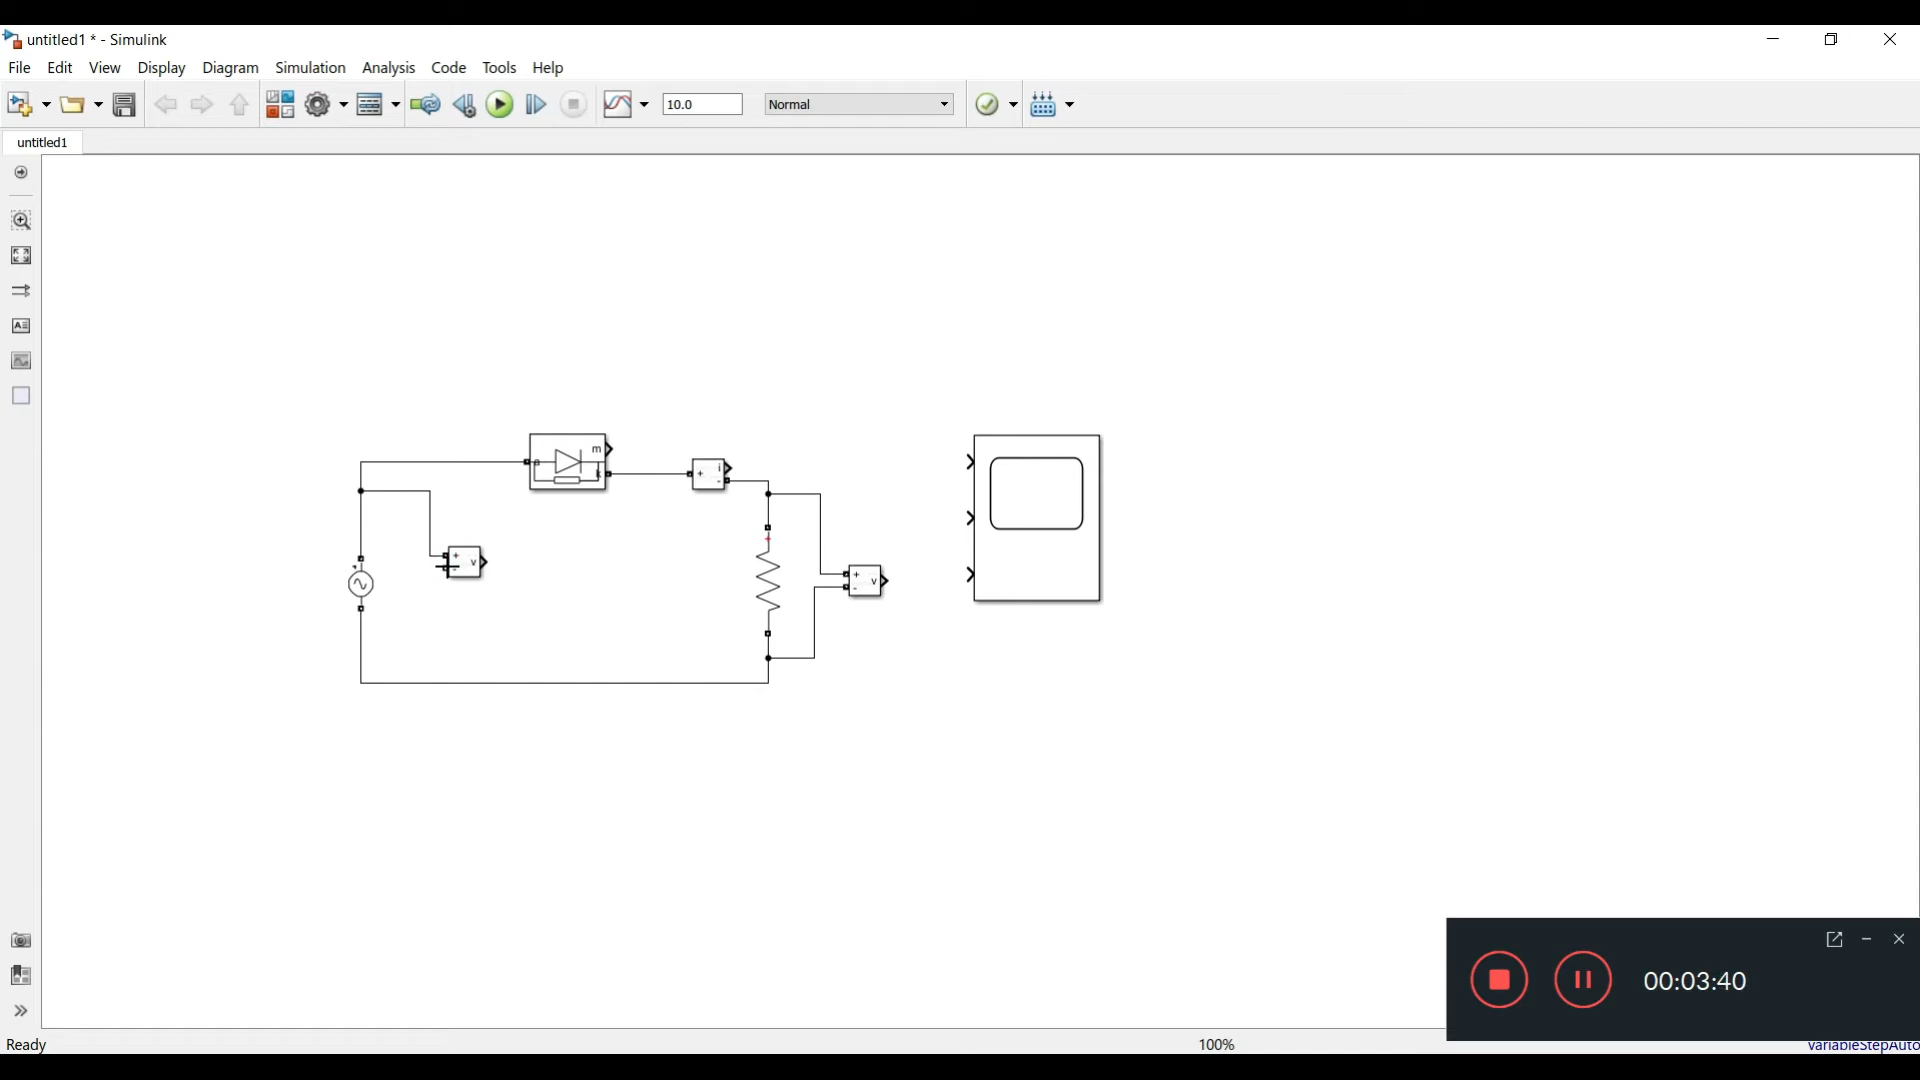 untitled1 * - Simulink
File Edit View Display Diagram Simulation Analysis Code Tools Help
10.0 Normal
untitled1
a m
k
+ i
-
+ v
-
+ v
-
00:03:40
Ready 100% VariableStepAuto